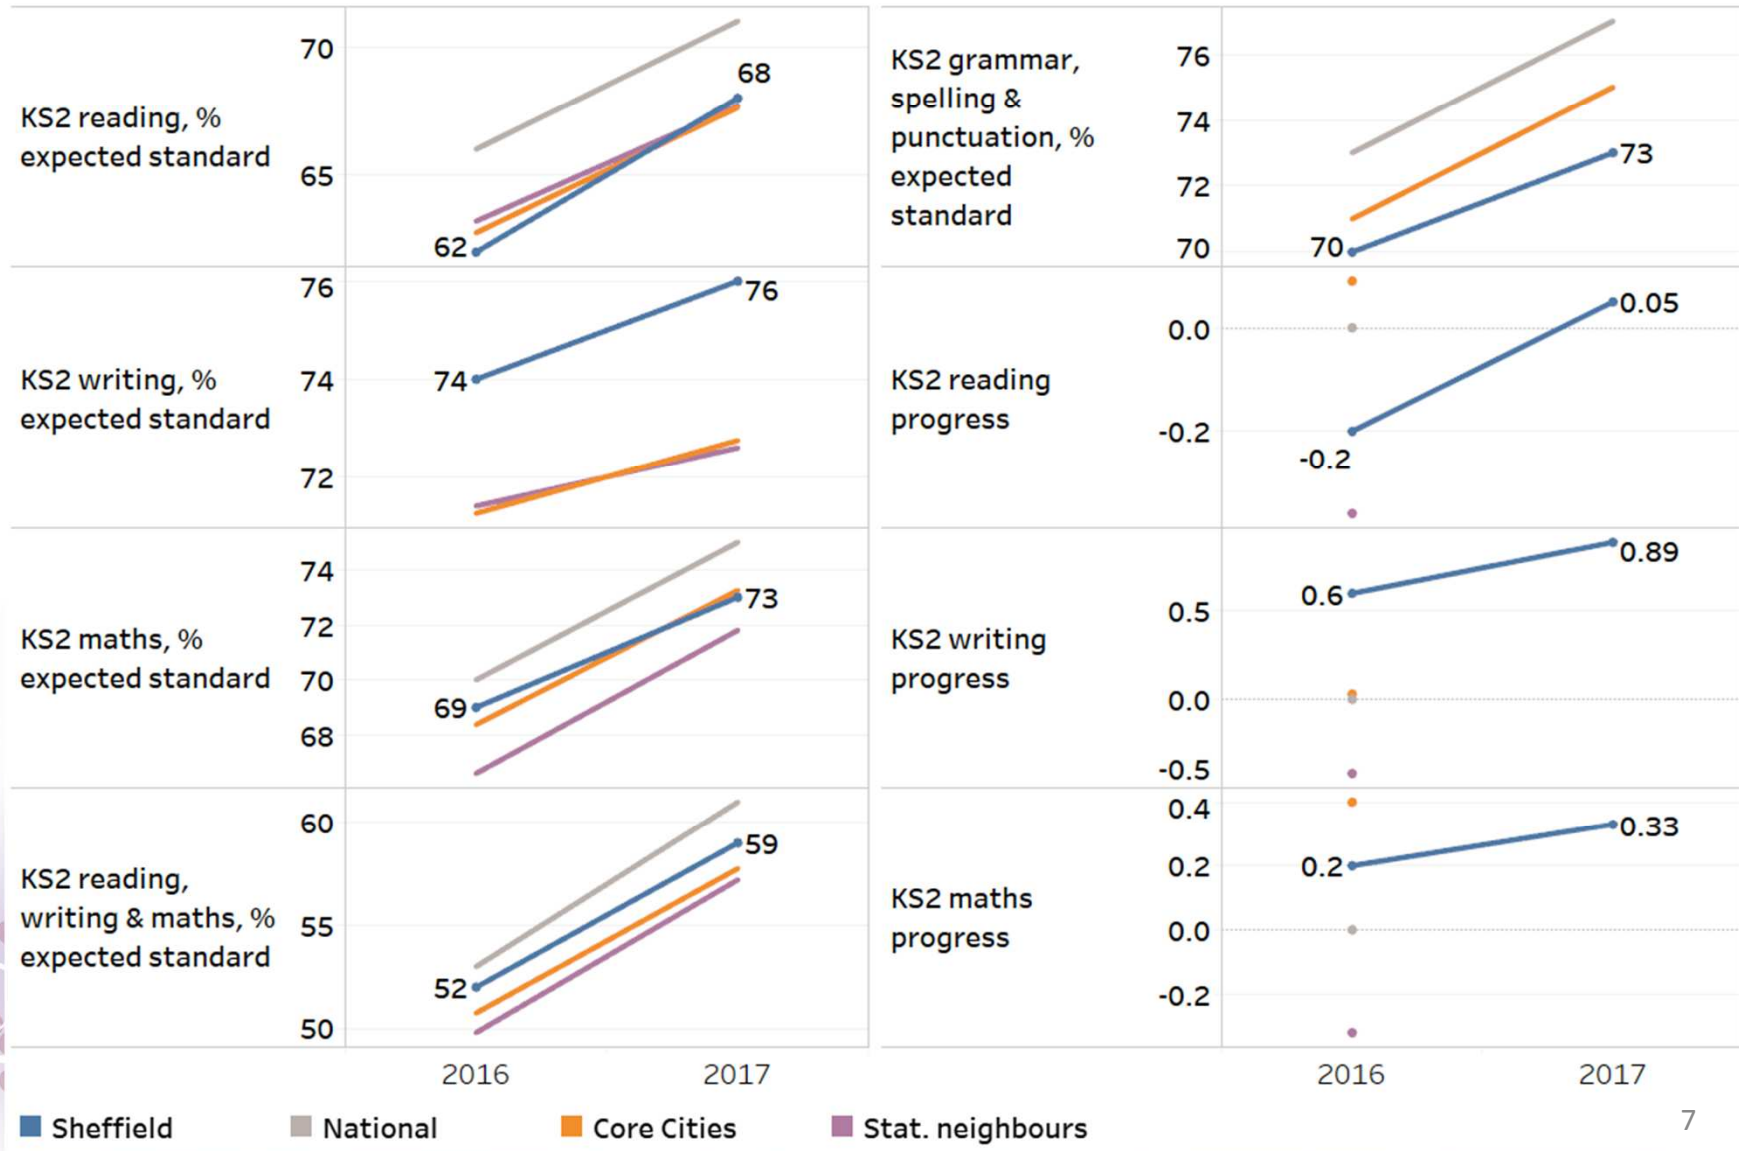 KS2 reading, %
expected standard
70
65
62
68
KS2 writing, %
expected standard
76
74
72
74
76
KS2 maths, %
expected standard
74
72
70
68
69
73
KS2 reading,
writing & maths, %
expected standard
60
55
50
52
59
2016 2017
KS2 grammar,
spelling &
punctuation, %
expected
standard
76
74
72
70
70
73
KS2 reading
progress
0.0
-0.2
-0.2
0.05
KS2 writing
progress
0.5
0.0
-0.5
0.6
0.89
KS2 maths
progress
0.4
0.2
0.0
-0.2
0.2
0.33
2016 2017
Sheffield National Core Cities Stat. neighbours
7